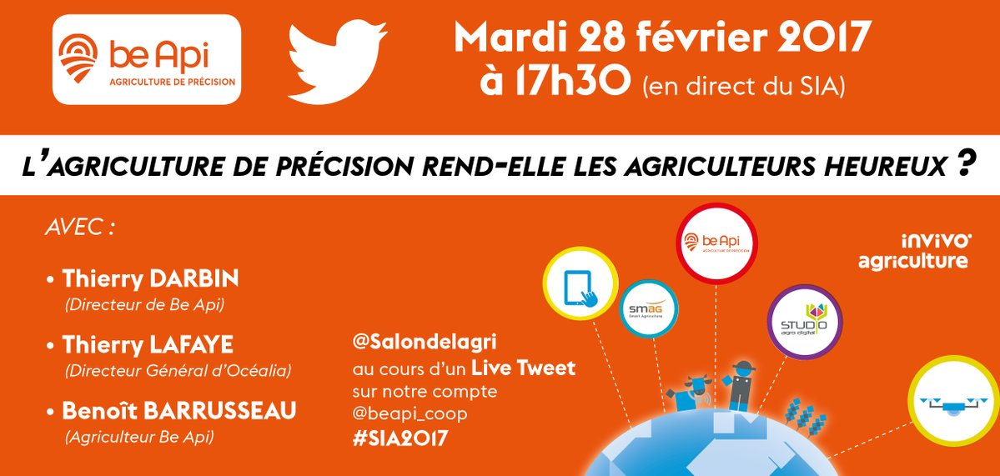 be Api
AGRICULTURE DE PRÉCISION
Mardi 28 février 2017
à 17h30 (en direct du SIA)
L'AGRICULTURE DE PRÉCISION REND-ELLE LES AGRICULTEURS HEUREUX ?
AVEC :
• Thierry DARBIN
(Directeur de Be Api)
• Thierry LAFAYE
(Directeur Général d'Océalia)
• Benoît BARRUSSEAU
(Agriculteur Be Api)
@Salondelagri
au cours d'un Live Tweet
sur notre compte
@beapi_coop
#SIA2017
smag
Smart Agriculture
be Api
AGRICULTURE DE PRÉCISION
STUDIO
agro digital
invivo
agriculture